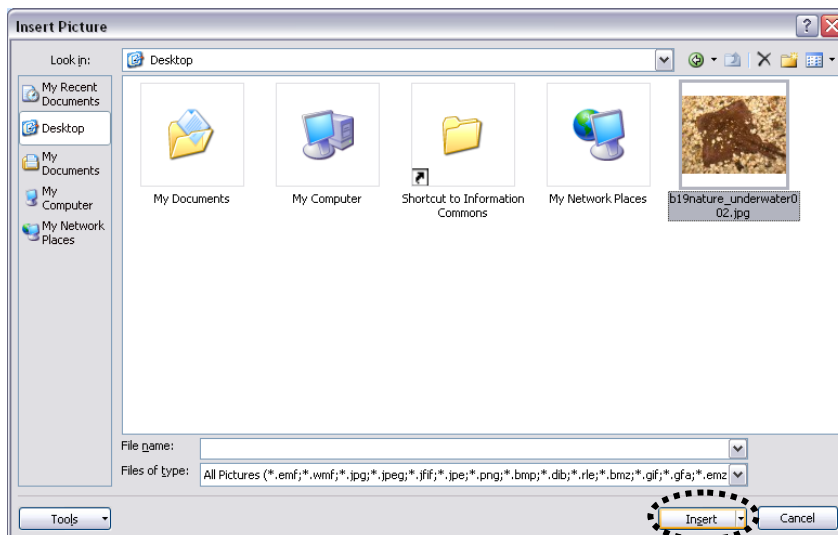 Insert Picture
Look in:
Desktop
My Recent
Documents
Desktop
My
Documents
My
Computer
My Network
Places
My Documents
My Computer
Shortcut to Information
Commons
My Network Places
b19nature_underwater0
02.jpg
File name:
Files of type:
All Pictures (*.emf;*.wmf;*.jpg;*.jpeg;*.jfif;*.jpe;*.png;*.bmp;*.dib;*.rle;*.bmz;*.gif;*.gfa;*.emz
Tools
Insert
Cancel